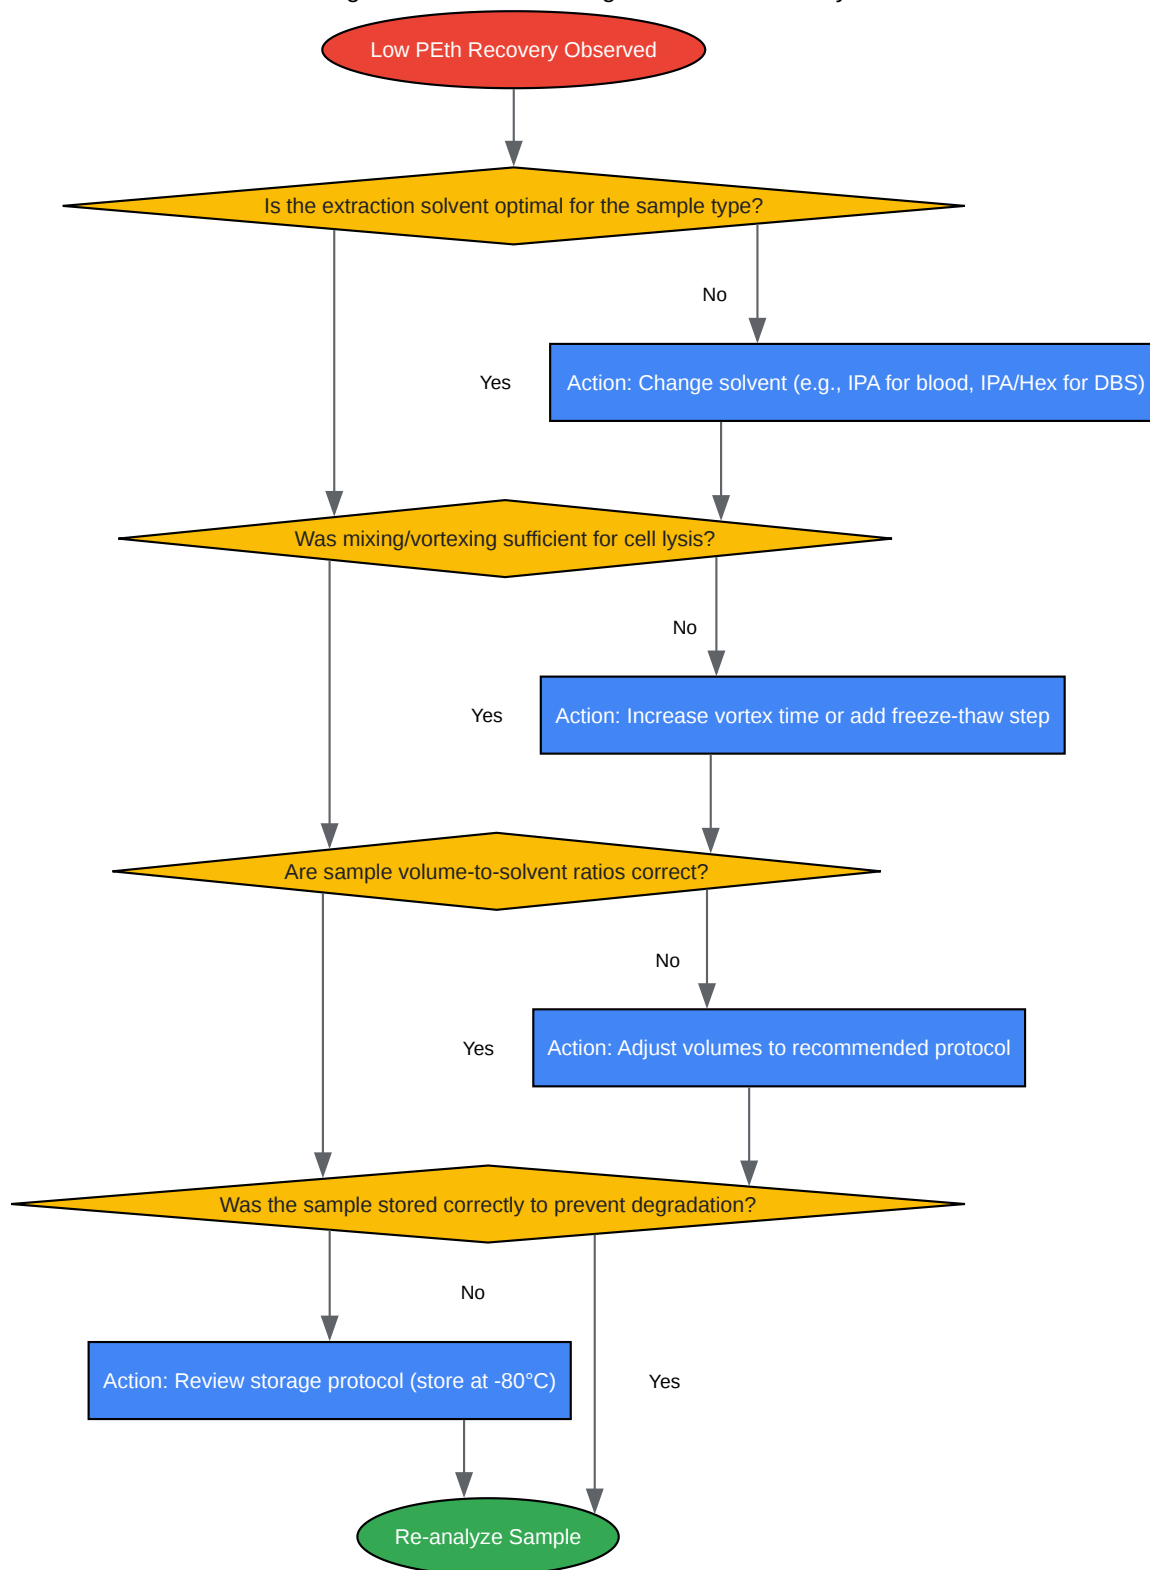 Low PEth Recovery Observed
Is the extraction solvent optimal for the sample type?
No
Yes
Action: Change solvent (e.g., IPA for blood, IPA/Hex for DBS)
Was mixing/vortexing sufficient for cell lysis?
No
Yes
Action: Increase vortex time or add freeze-thaw step
Are sample volume-to-solvent ratios correct?
No
Yes
Action: Adjust volumes to recommended protocol
Was the sample stored correctly to prevent degradation?
No
Action: Review storage protocol (store at -80°C)
Yes
Re-analyze Sample